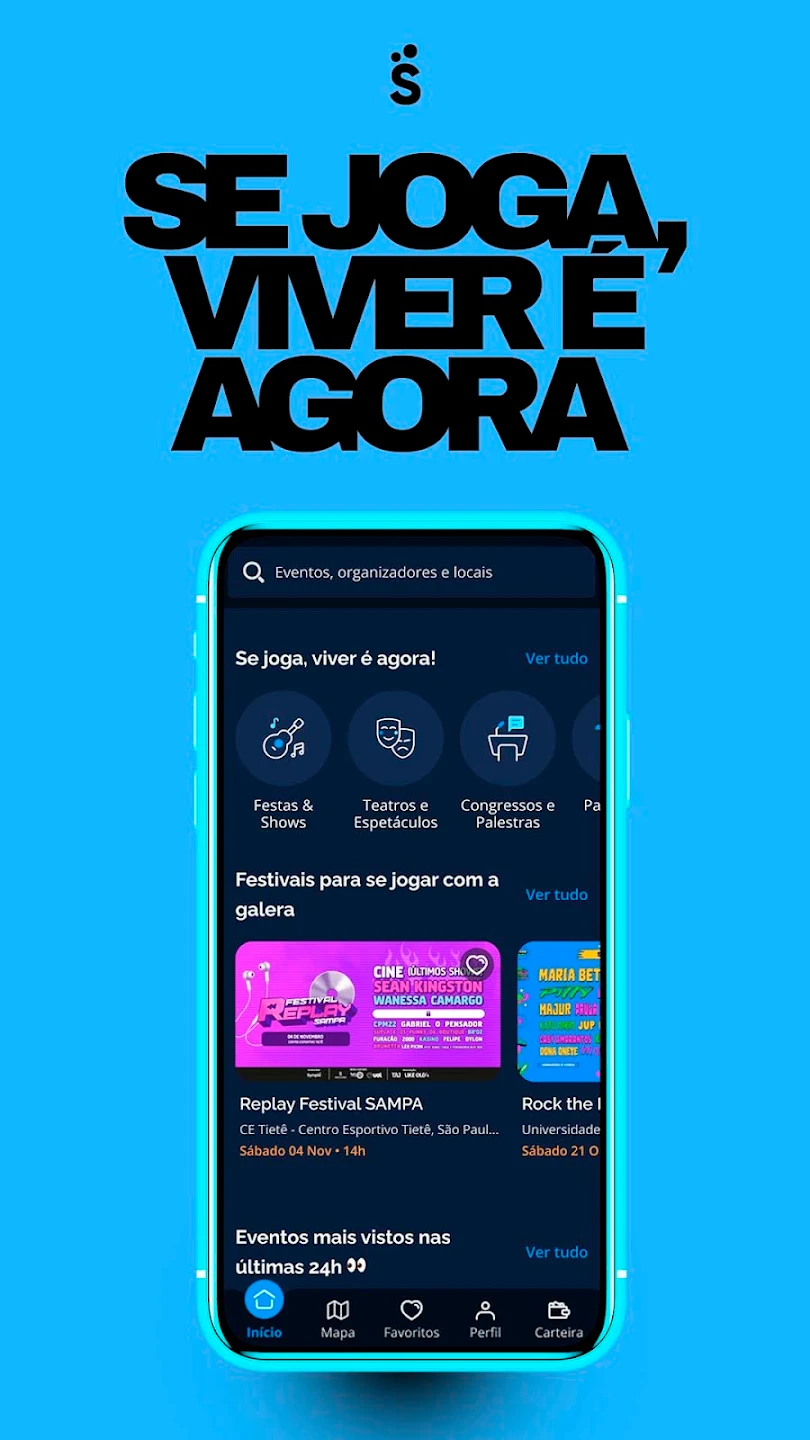 S
SE JOGA,
VIVER É
AGORA
Eventos, organizadores e locais
Se joga, viver é agora!
Ver tudo
Festas &
Shows
Teatros e
Espetáculos
Congressos e
Palestras
Pa
Festivais para se jogar com a
galera
Ver tudo
FESTIVAL
REPLAY
SAMPA
04 DE NOVEMBRO
CINE (ÚLTIMOS SHOWS)
SEAN KINGSTON
WANESSA CAMARGO
CPM22 GABRIEL O PENSADOR
FURACÃO 2000 KASINO FELIPE DYLON
MARIA BET
PITTY
MAJUR
JUP
DONA ONETE
Replay Festival SAMPA
CE Tietê - Centro Esportivo Tietê, São Paul...
Sábado 04 Nov • 14h
Rock the
Universidade
Sábado 21 O
Eventos mais vistos nas
últimas 24h 👀
Ver tudo
Início
Mapa
Favoritos
Perfil
Carteira